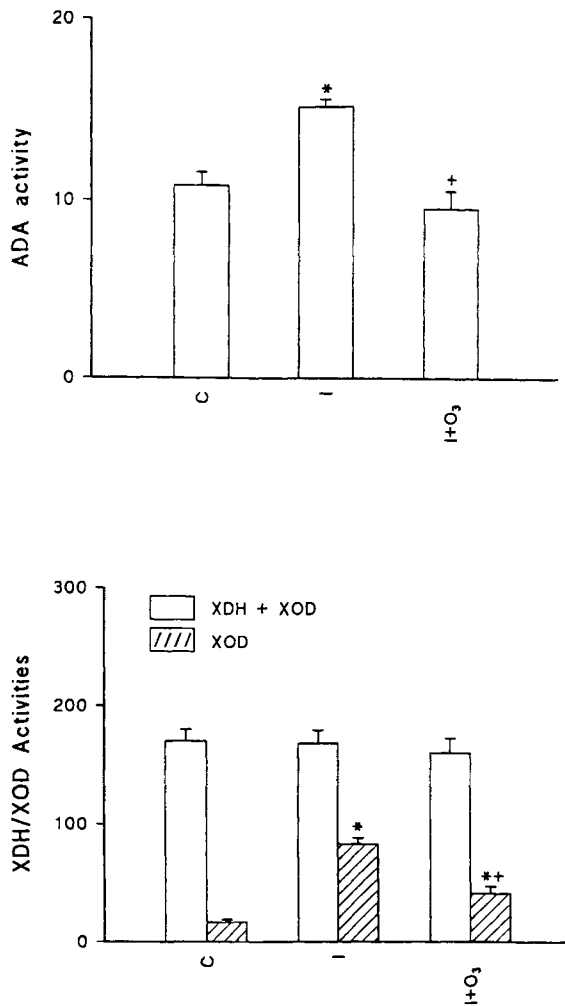 20
10
0
ADA activity
*
+
C
I
I+O₃
300
200
100
0
XDH/XOD Activities
XDH + XOD
XOD
*
*+
C
I
I+O₃